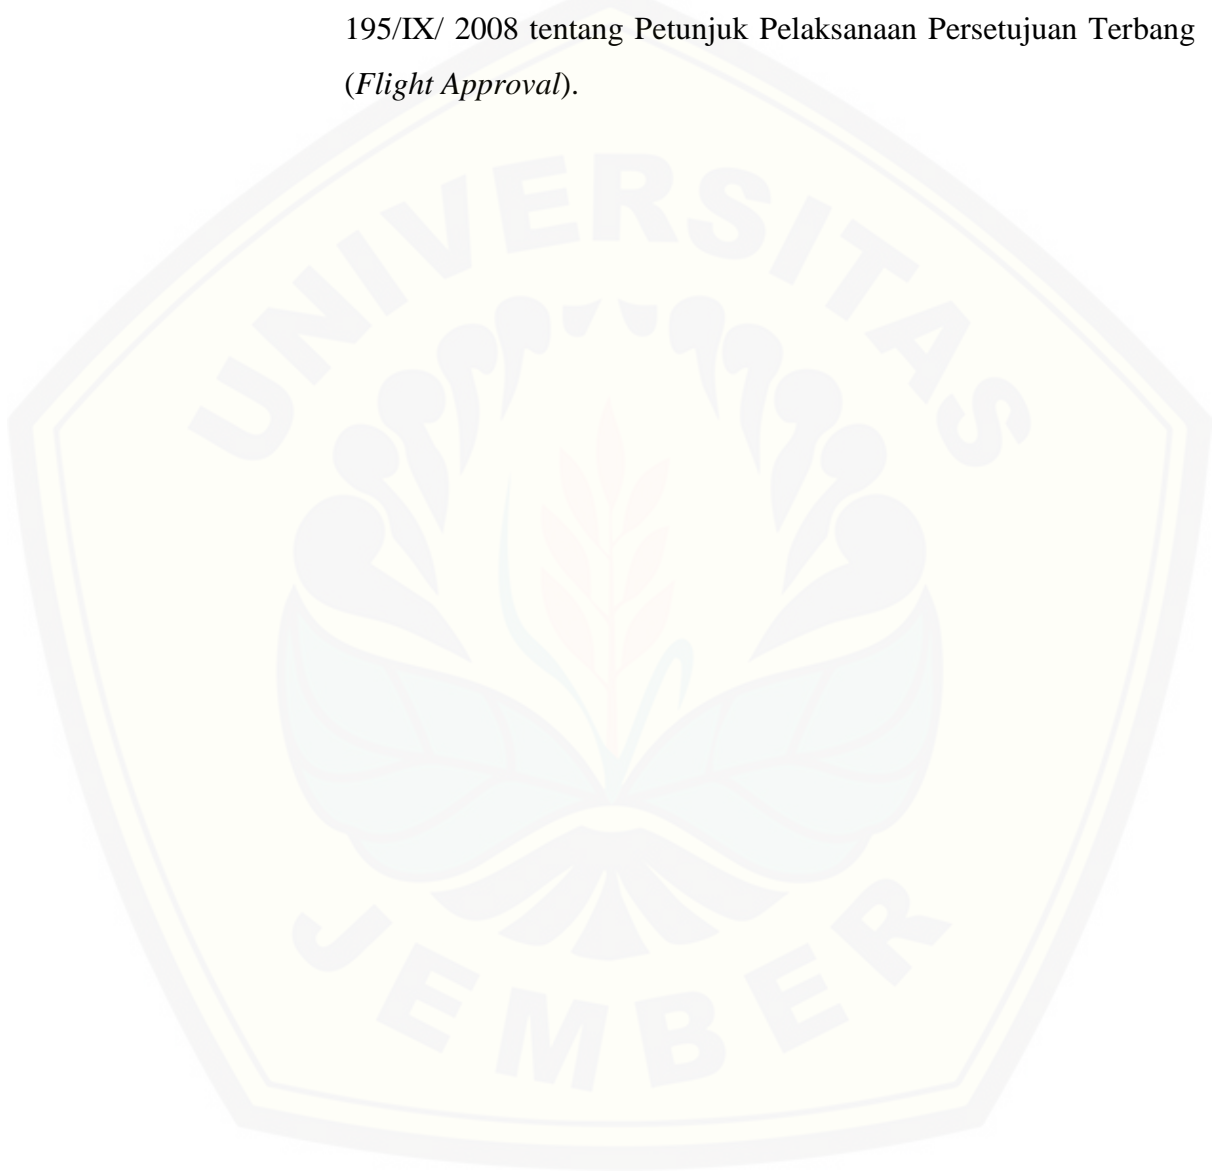 195/IX/ 2008 tentang Petunjuk Pelaksanaan Persetujuan Terbang
(Flight Approval).
UNIVERSITAS
JEMBER